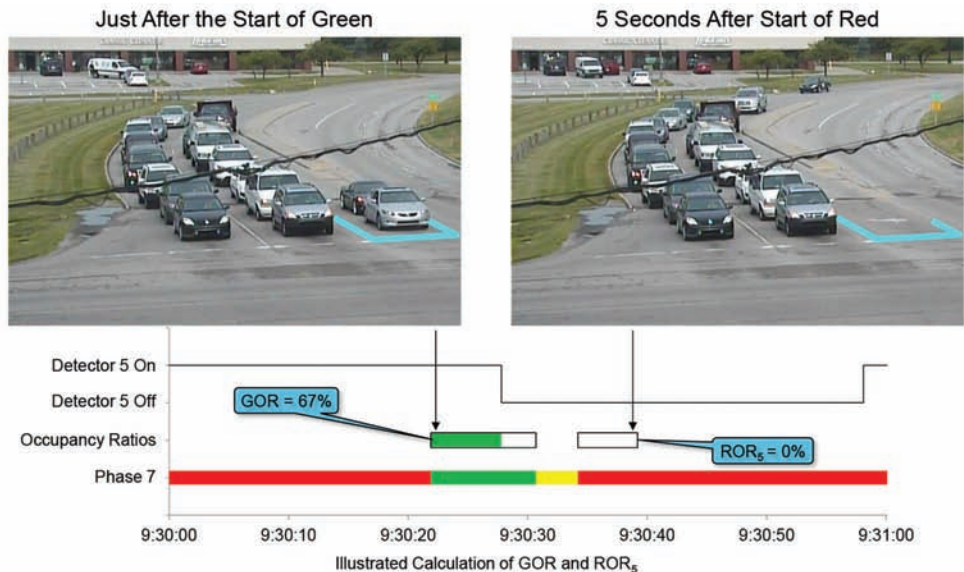 Just After the Start of Green
5 Seconds After Start of Red
Detector 5 On
Detector 5 Off
GOR = 67%
Occupancy Ratios
ROR₅ = 0%
Phase 7
9:30:00 9:30:10 9:30:20 9:30:30 9:30:40 9:30:50 9:31:00
Illustrated Calculation of GOR and ROR₅